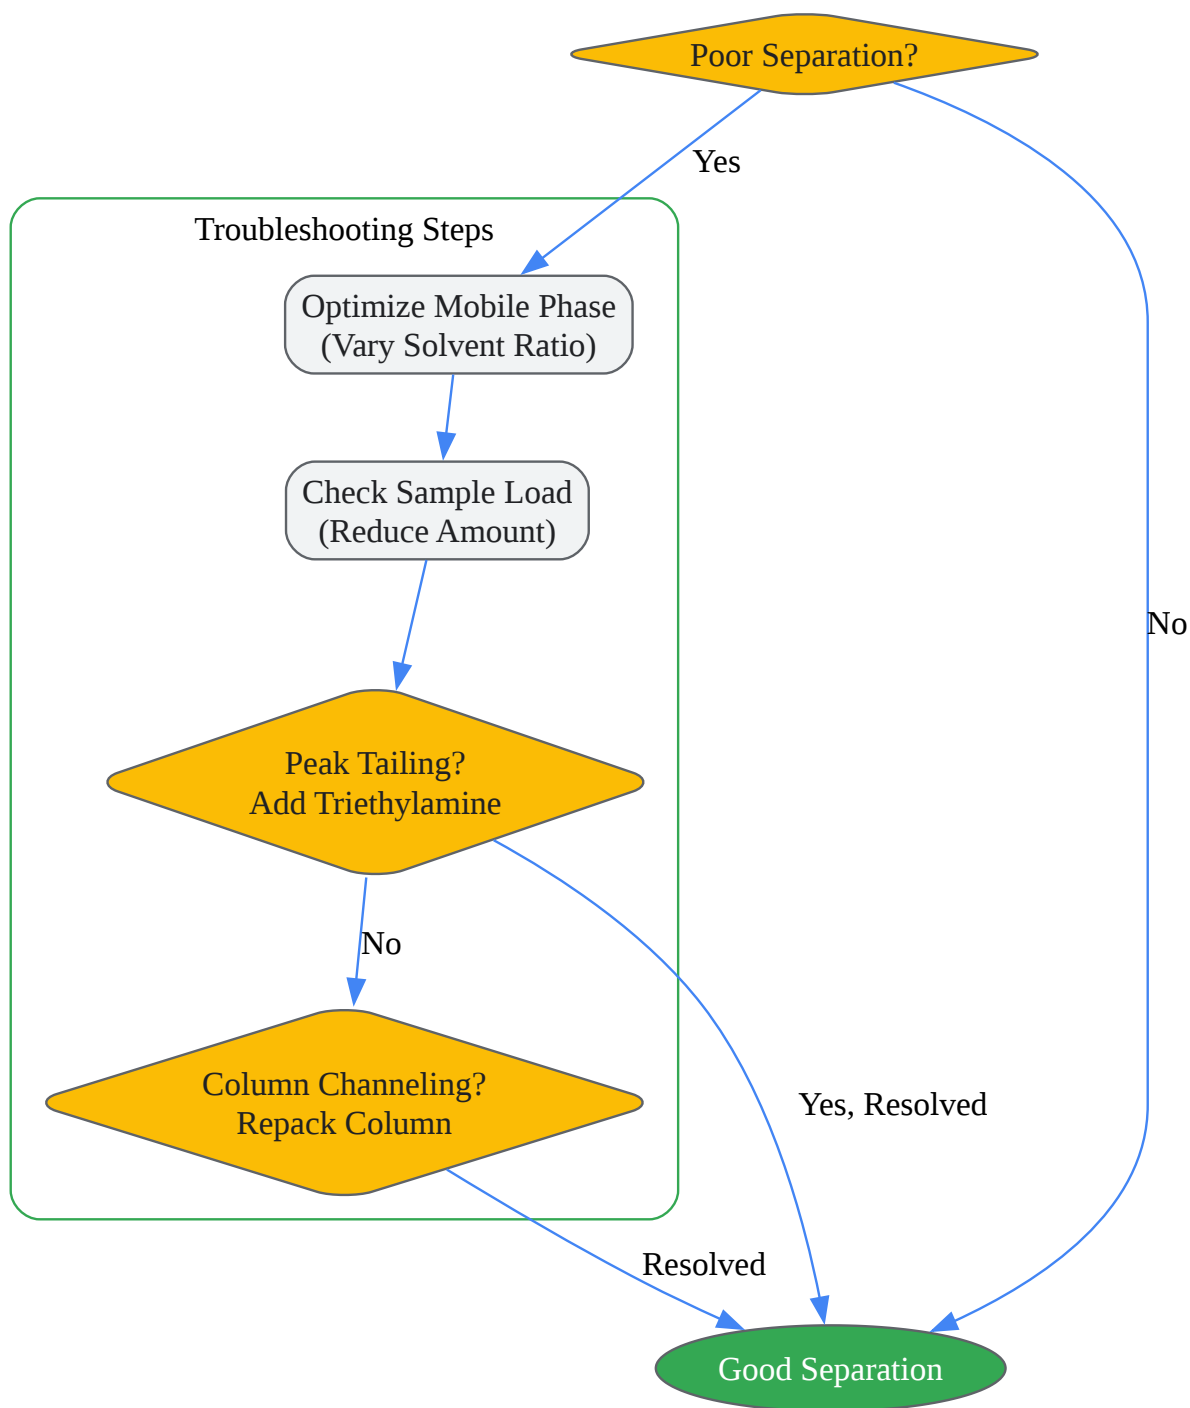 Poor Separation?
Yes
Troubleshooting Steps
Optimize Mobile Phase
(Vary Solvent Ratio)
Check Sample Load
(Reduce Amount)
No
Peak Tailing?
Add Triethylamine
No
Column Channeling?
Repack Column
Yes, Resolved
Resolved
Good Separation